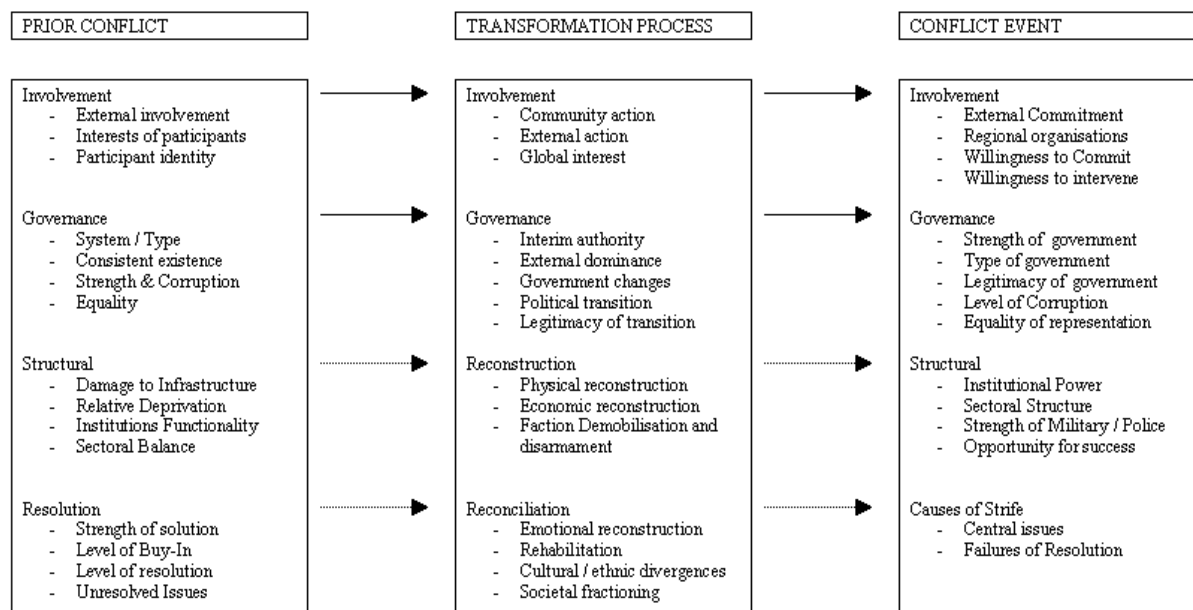 PRIOR CONFLICT
TRANSFORMATION PROCESS
CONFLICT EVENT
Involvement
- External involvement
- Interests of participants
- Participant identity
Governance
- System / Type
- Consistent existence
- Strength & Corruption
- Equality
Structural
- Damage to Infrastructure
- Relative Deprivation
- Institutions Functionality
- Sectoral Balance
Resolution
- Strength of solution
- Level of Buy-In
- Level of resolution
- Unresolved Issues
Involvement
- Community action
- External action
- Global interest
Governance
- Interim authority
- External dominance
- Government changes
- Political transition
- Legitimacy of transition
Reconstruction
- Physical reconstruction
- Economic reconstruction
- Faction Demobilisation and
disarmament
Reconciliation
- Emotional reconstruction
- Rehabilitation
- Cultural / ethnic divergences
- Societal fractioning
Involvement
- External Commitment
- Regional organisations
- Willingness to Commit
- Willingness to intervene
Governance
- Strength of government
- Type of government
- Legitimacy of government
- Level of Corruption
- Equality of representation
Structural
- Institutional Power
- Sectoral Structure
- Strength of Military / Police
- Opportunity for success
Causes of Strife
- Central issues
- Failures of Resolution